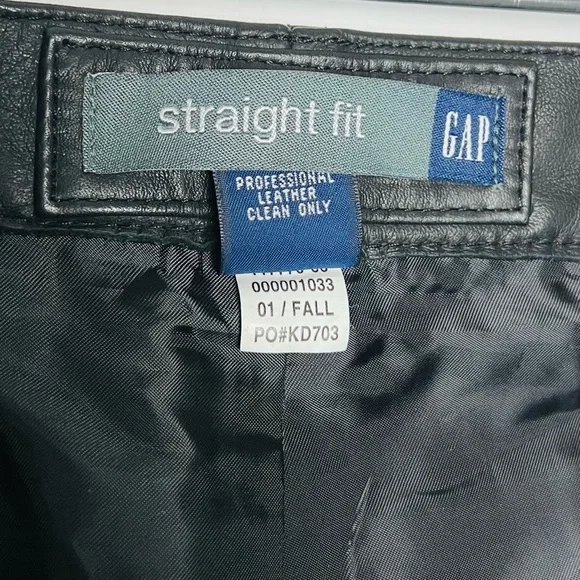 straight fit
GAP
PROFESSIONAL
LEATHER
CLEAN ONLY
000001033
01 / FALL
PO#KD703